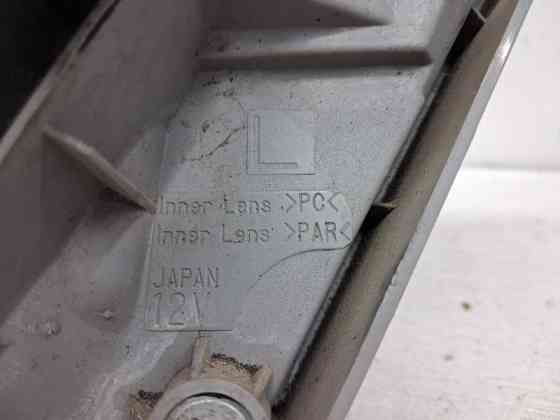 L
Inner Lens >PC<
Inner Lens >PAR<
JAPAN
12V